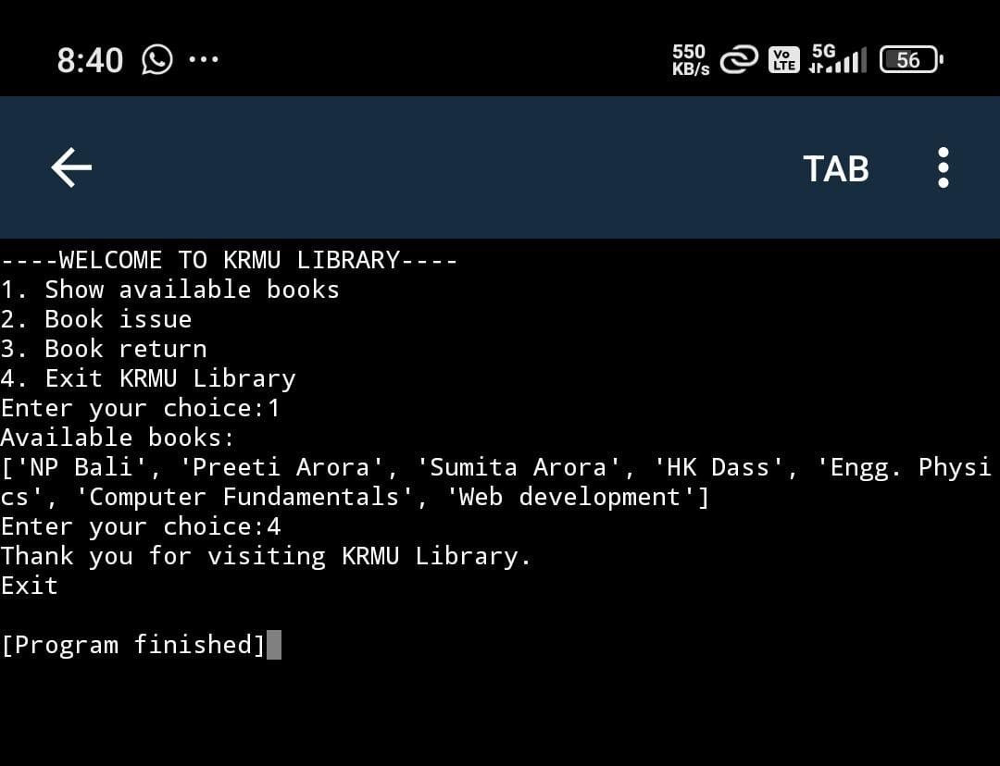 8:40 ... 550 KB/s Vo LTE 5G 56
TAB
----WELCOME TO KRMU LIBRARY----
1. Show available books
2. Book issue
3. Book return
4. Exit KRMU Library
Enter your choice:1
Available books:
['NP Bali', 'Preeti Arora', 'Sumita Arora', 'HK Dass', 'Engg. Physi
cs', 'Computer Fundamentals', 'Web development']
Enter your choice:4
Thank you for visiting KRMU Library.
Exit
[Program finished]